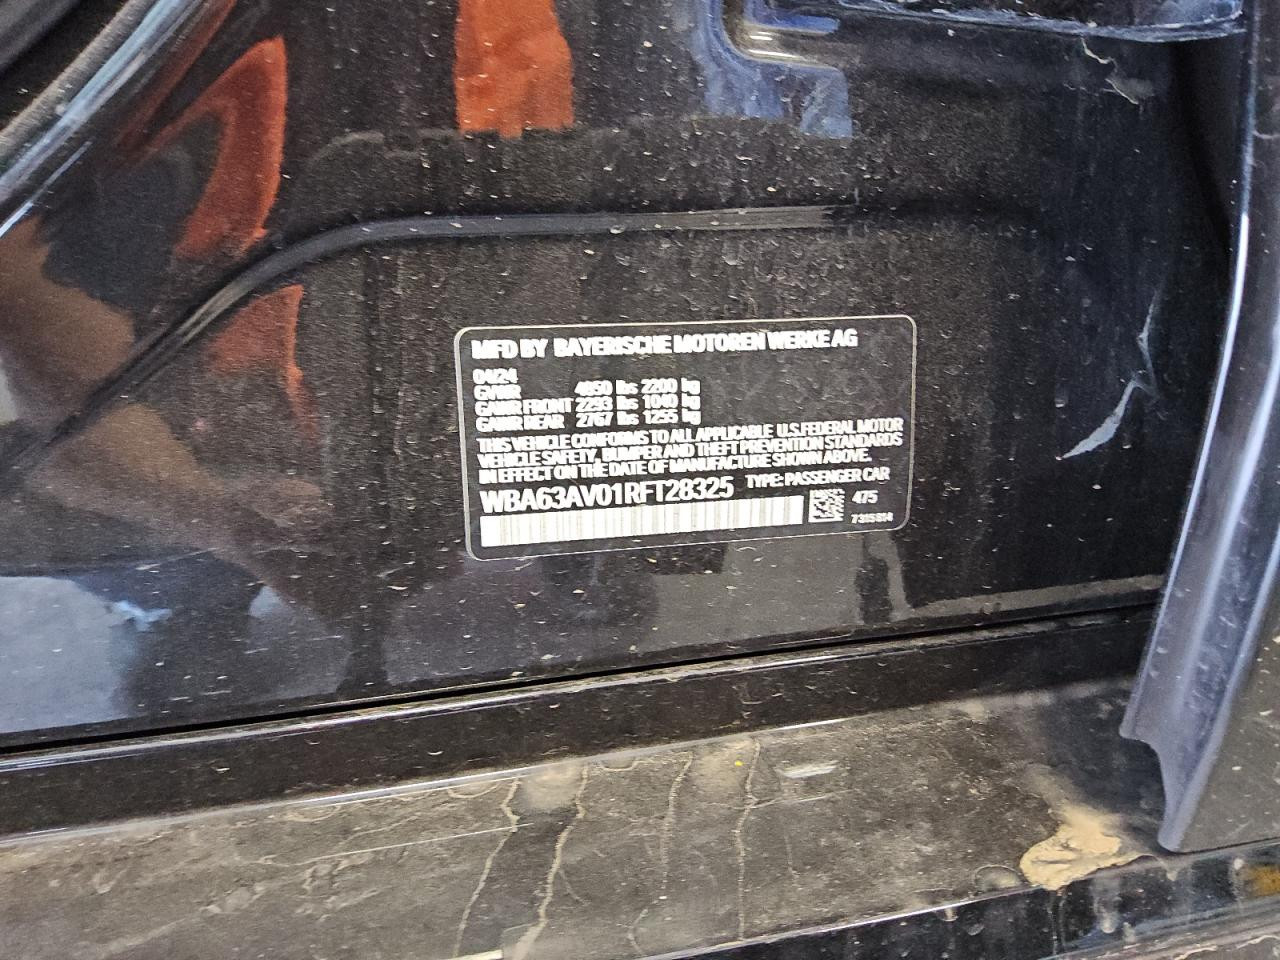 MFD BY BAYERISCHE MOTOREN WERKE AG
04/24
GVWR 4850 lbs 2200 kg
GAWR FRONT 2293 lbs 1040 kg
GAWR REAR 2767 lbs 1255 kg
THIS VEHICLE CONFORMS TO ALL APPLICABLE U.S.FEDERAL MOTOR
VEHICLE SAFETY, BUMPER AND THEFT PREVENTION STANDARDS
IN EFFECT ON THE DATE OF MANUFACTURE SHOWN ABOVE.
WBA63AV01RFT28325 TYPE: PASSENGER CAR
475
7315814